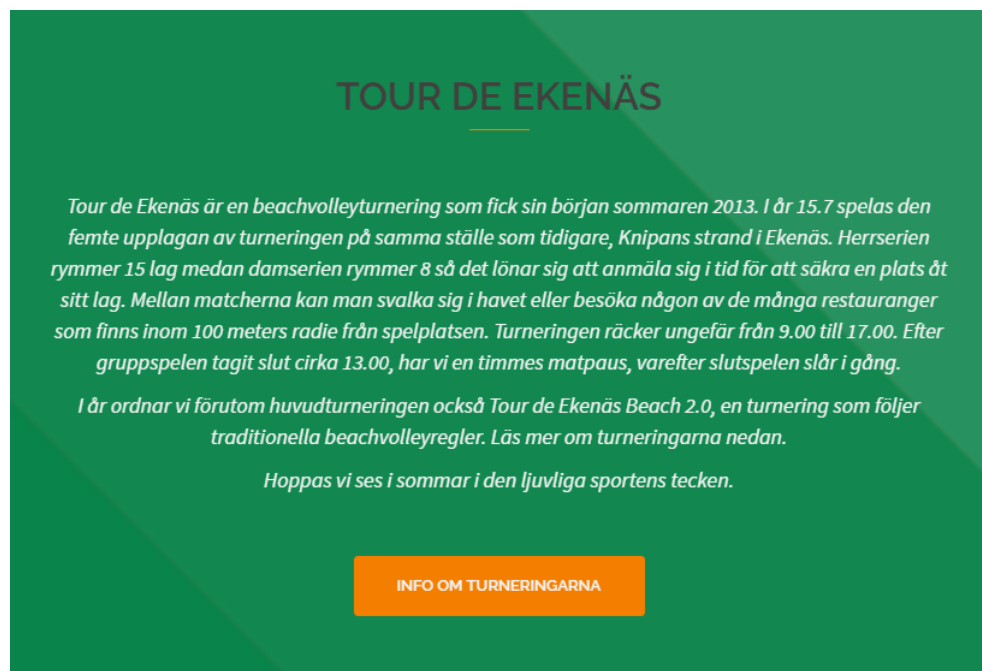 TOUR DE EKENÄS
Tour de Ekenäs är en beachvolleyturnering som fick sin början sommaren 2013. I år 15.7 spelas den
femte upplagan av turneringen på samma ställe som tidigare, Knipans strand i Ekenäs. Herrserien
rymmer 15 lag medan damserien rymmer 8 så det lönar sig att anmäla sig i tid för att säkra en plats åt
sitt lag. Mellan matcherna kan man svalka sig i havet eller besöka någon av de många restauranger
som finns inom 100 meters radie från spelplatsen. Turneringen räcker ungefär från 9.00 till 17.00. Efter
gruppspelen tagit slut cirka 13.00, har vi en timmes matpaus, varefter slutspelen slår i gång.
I år ordnar vi förutom huvudturneringen också Tour de Ekenäs Beach 2.0, en turnering som följer
traditionella beachvolleyregler. Läs mer om turneringarna nedan.
Hoppas vi ses i sommar i den ljuvliga sportens tecken.
INFO OM TURNERINGARNA